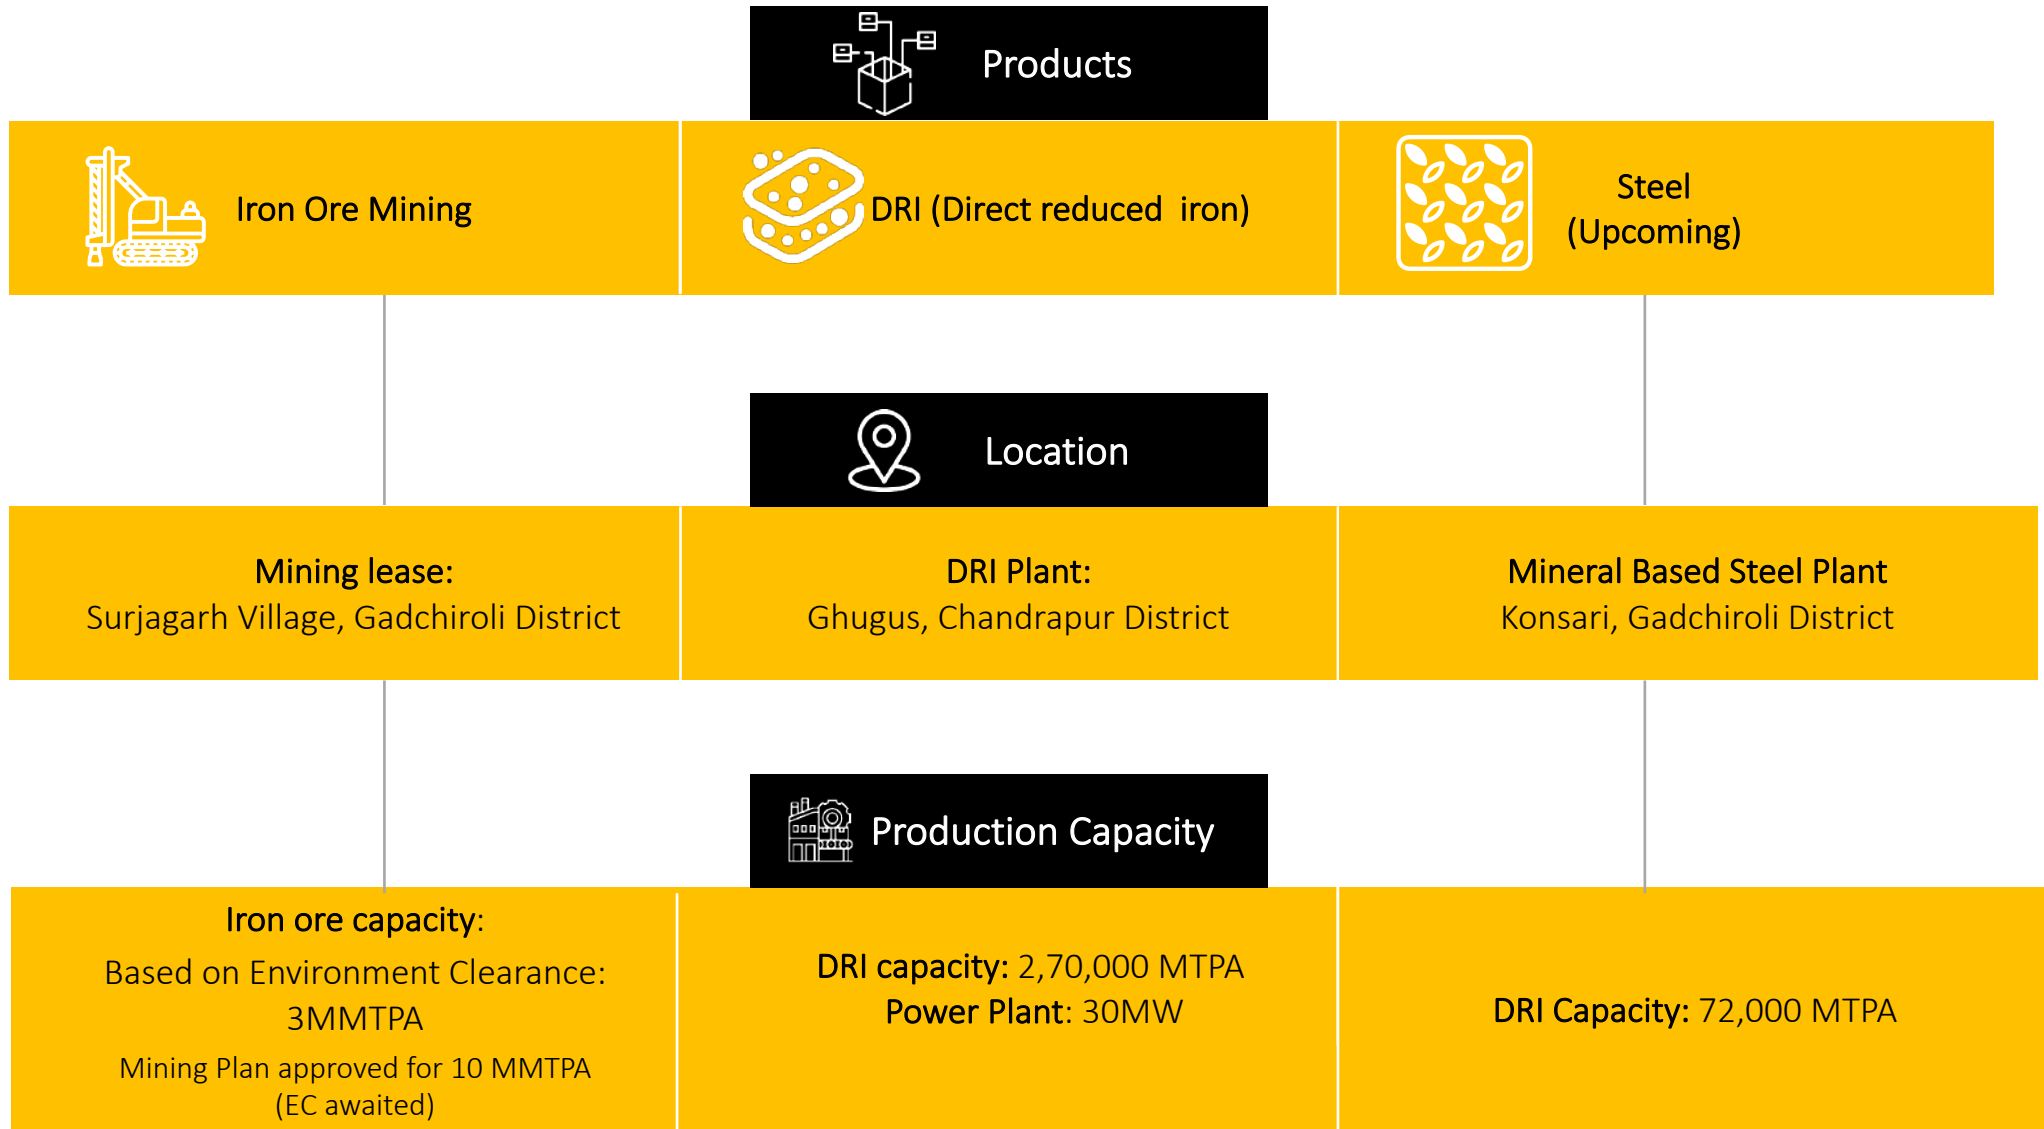 Products
Iron Ore Mining
DRI (Direct reduced iron)
Steel
(Upcoming)
Location
Mining lease:
Surjagarh Village, Gadchiroli District
DRI Plant:
Ghugus, Chandrapur District
Mineral Based Steel Plant
Konsari, Gadchiroli District
Production Capacity
Iron ore capacity:
Based on Environment Clearance:
3MMTPA
Mining Plan approved for 10 MMTPA
(EC awaited)
DRI capacity: 2,70,000 MTPA
Power Plant: 30MW
DRI Capacity: 72,000 MTPA